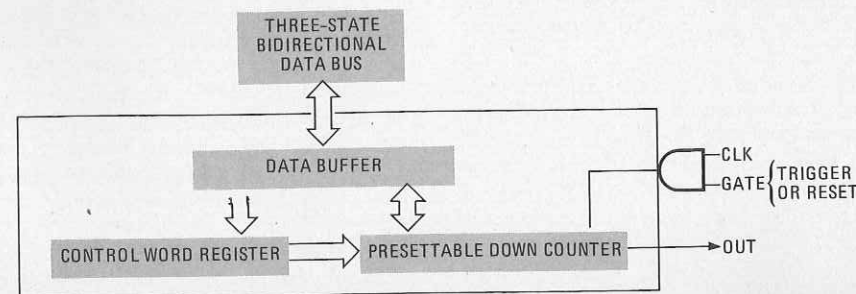 THREE-STATE
BIDIRECTIONAL
DATA BUS
DATA BUFFER
CLK
GATE { TRIGGER
OR RESET
CONTROL WORD REGISTER
PRESETTABLE DOWN COUNTER
OUT